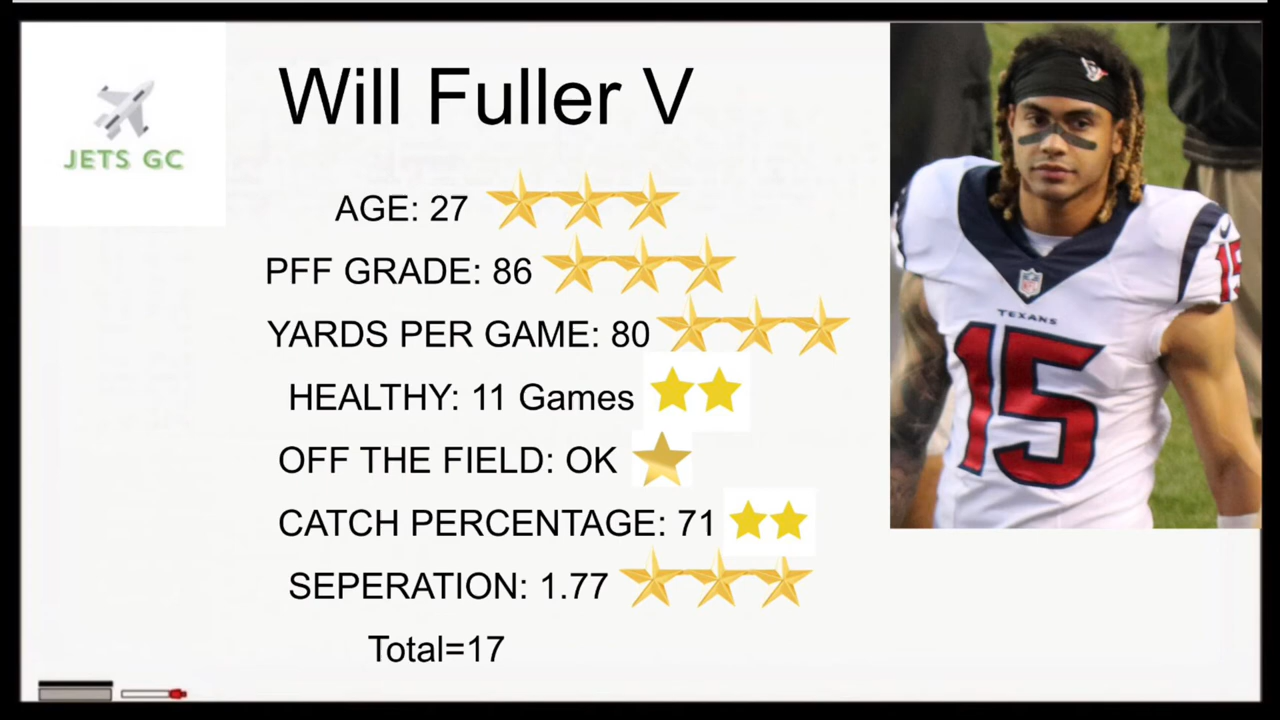 Will Fuller V
JETS GC
AGE: 27
PFF GRADE: 86
YARDS PER GAME: 80
HEALTHY: 11 Games
OFF THE FIELD: OK
CATCH PERCENTAGE: 71
SEPERATION: 1.77
Total=17
TEXANS
15
15